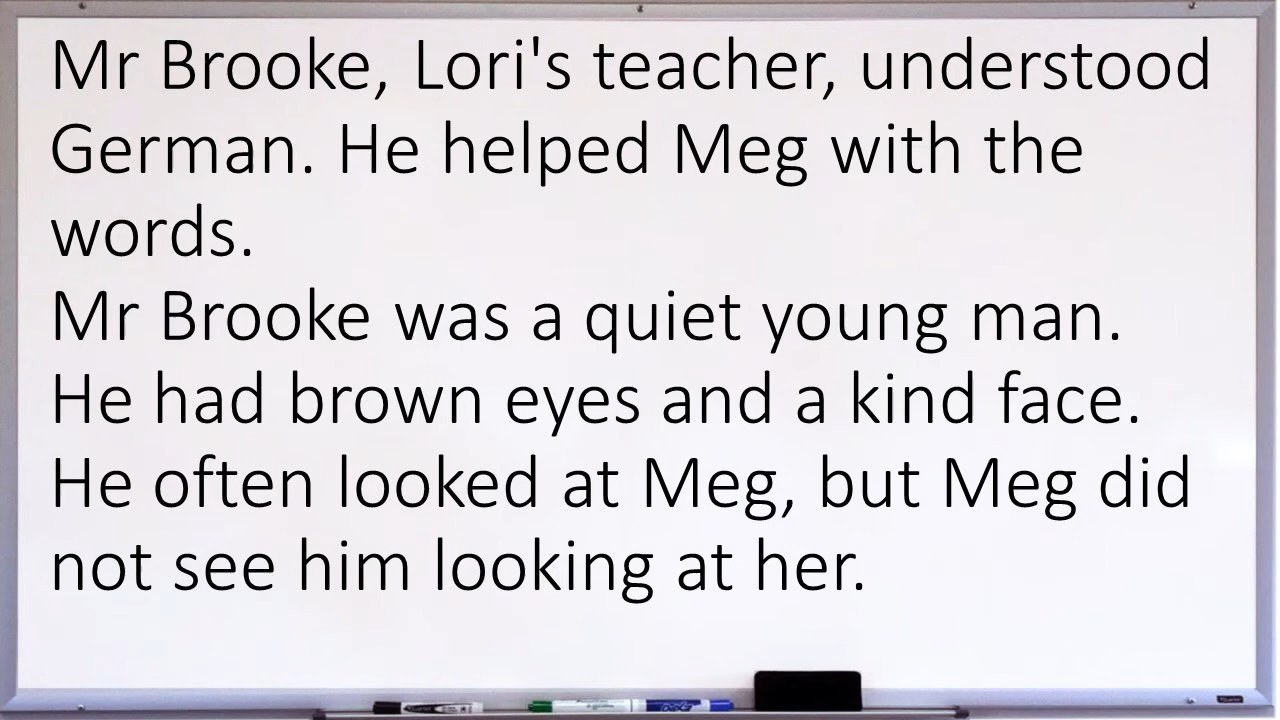 Mr Brooke, Lori's teacher, understood
German. He helped Meg with the
words.
Mr Brooke was a quiet young man.
He had brown eyes and a kind face.
He often looked at Meg, but Meg did
not see him looking at her.